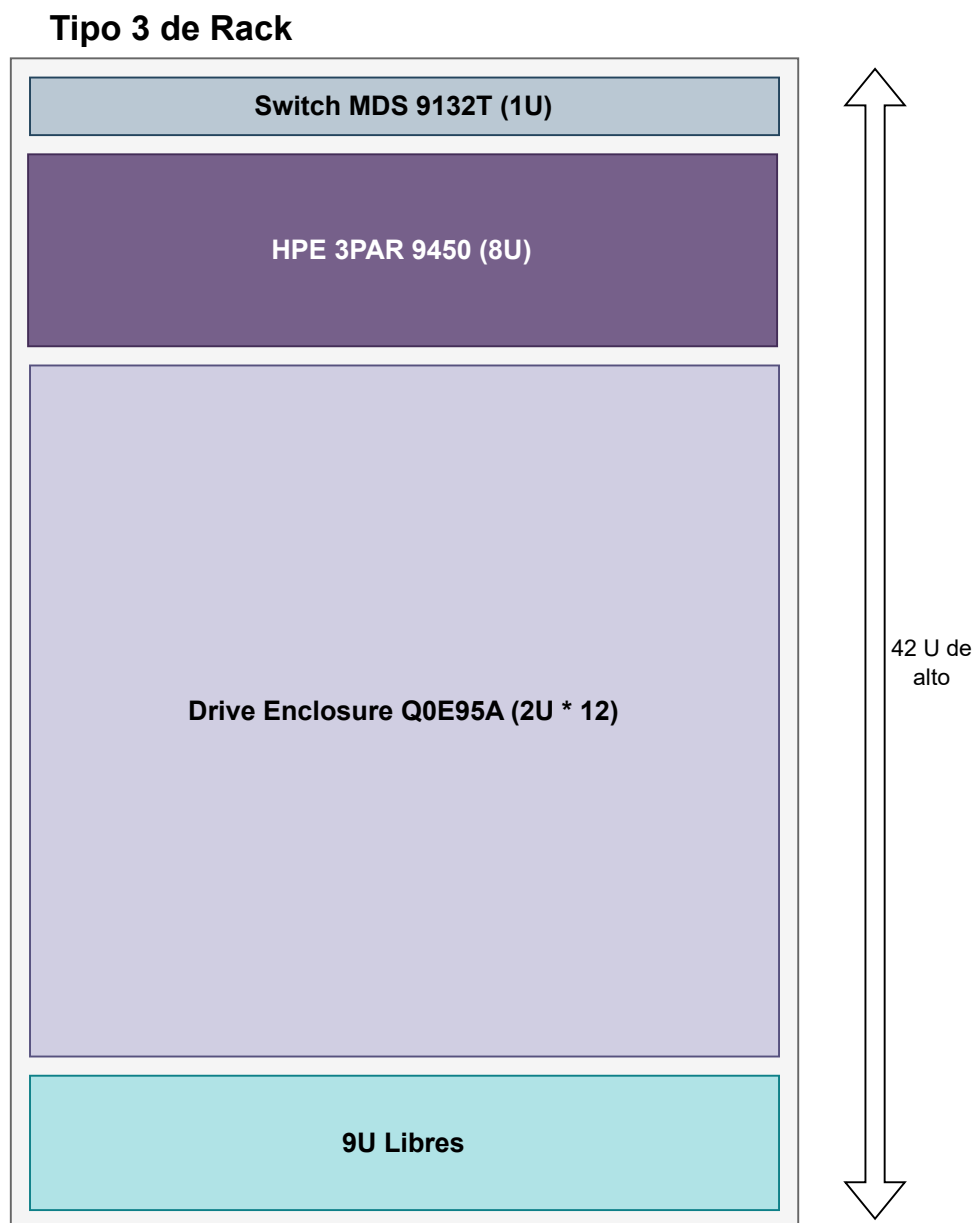 Tipo 3 de Rack
Switch MDS 9132T (1U)
HPE 3PAR 9450 (8U)
42 U de
alto
Drive Enclosure Q0E95A (2U * 12)
9U Libres